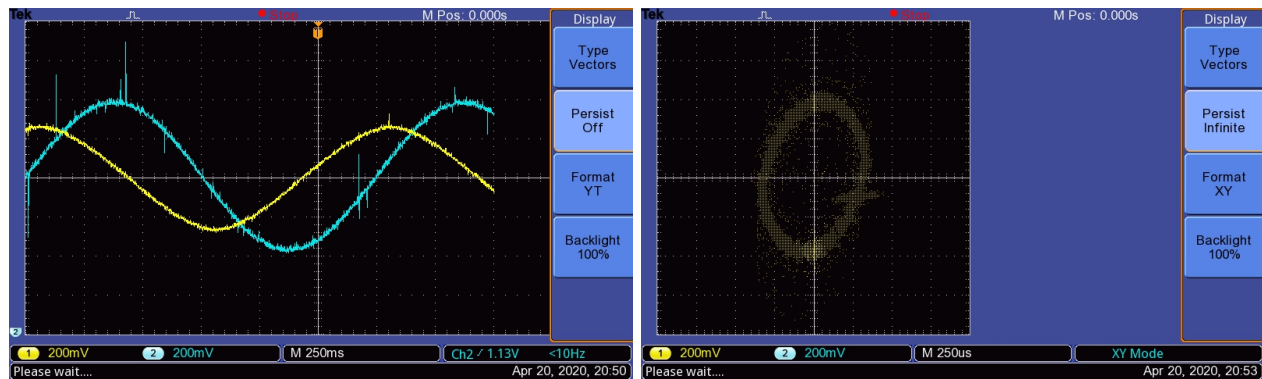 Tek Stop M Pos: 0.000s
Display
Type
Vectors
Persist
Off
Format
YT
Backlight
100%
2
1 200mV 2 200mV M 250ms Ch2 ∕ 1.13V <10Hz
Please wait.... Apr 20, 2020, 20:50
Tek Stop M Pos: 0.000s
Display
Type
Vectors
Persist
Infinite
Format
XY
Backlight
100%
1 200mV 2 200mV M 250us XY Mode
Please wait.... Apr 20, 2020, 20:53